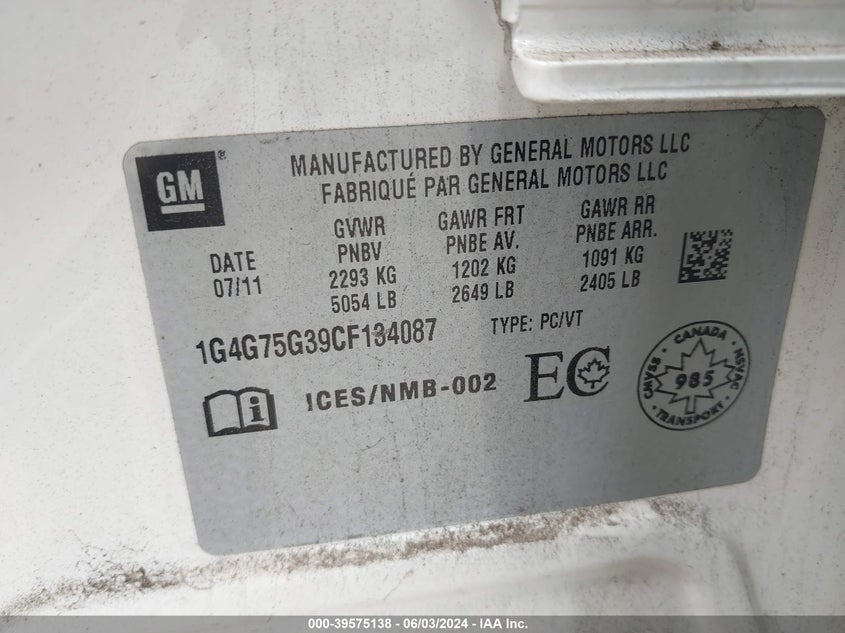 GM
MANUFACTURED BY GENERAL MOTORS LLC
FABRIQUÉ PAR GENERAL MOTORS LLC
DATE
07/11
GVWR
PNBV
2293 KG
5054 LB
GAWR FRT
PNBE AV.
1202 KG
2649 LB
GAWR RR
PNBE ARR.
1091 KG
2405 LB
1G4G75G39CF134087
TYPE: PC/VT
ICES/NMB-002
EC
CANADA
CMVSS
985
NSVAC
TRANSPORT
000-39575138 - 06/03/2024 - IAA Inc.